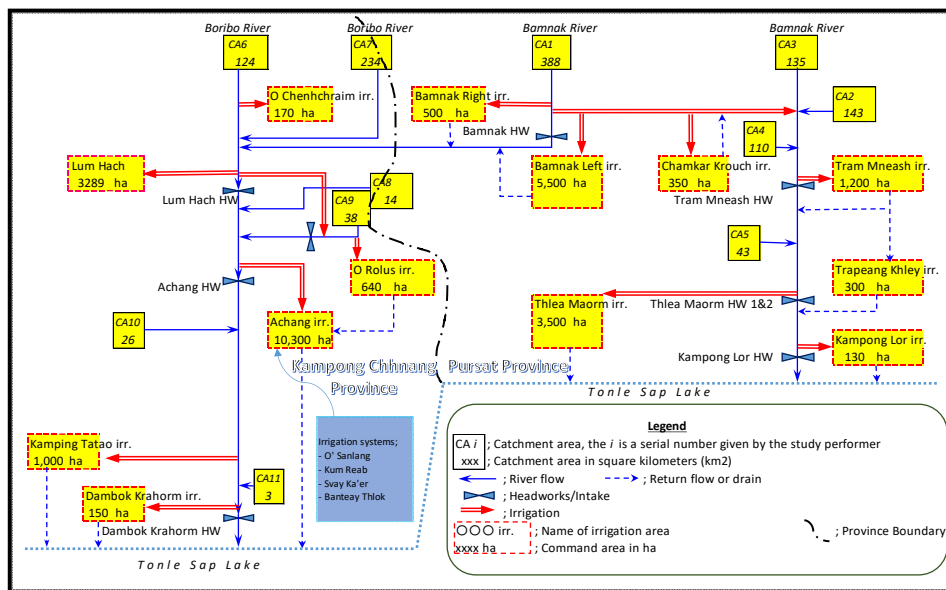 Boribo River
Boribo River
Bamnak River
Bamnak River
CA6
124
CA7
234
CA1
388
CA3
135
O Chenhchraim irr.
170 ha
Bamnak Right irr.
500 ha
CA2
143
Bamnak HW
CA4
110
Lum Hach
3289 ha
Bamnak Left irr.
5,500 ha
Chamkar Krouch irr.
350 ha
Tram Mneash irr.
1,200 ha
Lum Hach HW
CA8
14
Tram Mneash HW
CA9
38
CA5
43
O Rolus irr.
640 ha
Trapeang Khley irr.
300 ha
Achang HW
Thlea Maorm irr.
3,500 ha
Thlea Maorm HW 1&2
CA10
26
Achang irr.
10,300 ha
Kampong Lor irr.
130 ha
Kampong Lor HW
Kampong Chhnang
Province
Pursat Province
Tonle Sap Lake
Irrigation systems;
- O' Sanlang
- Kum Reab
- Svay Ka'er
- Banteay Thlok
Kamping Tatao irr.
1,000 ha
CA11
3
Dambok Krahorm irr.
150 ha
Dambok Krahorm HW
Tonle Sap Lake
Legend
CA i ; Catchment area, the i is a serial number given by the study performer
xxx ; Catchment area in square kilometers (km2)
; River flow
; Return flow or drain
; Headworks/Intake
; Irrigation
○○○ irr. ; Name of irrigation area
xxxx ha ; Command area in ha
; Province Boundary